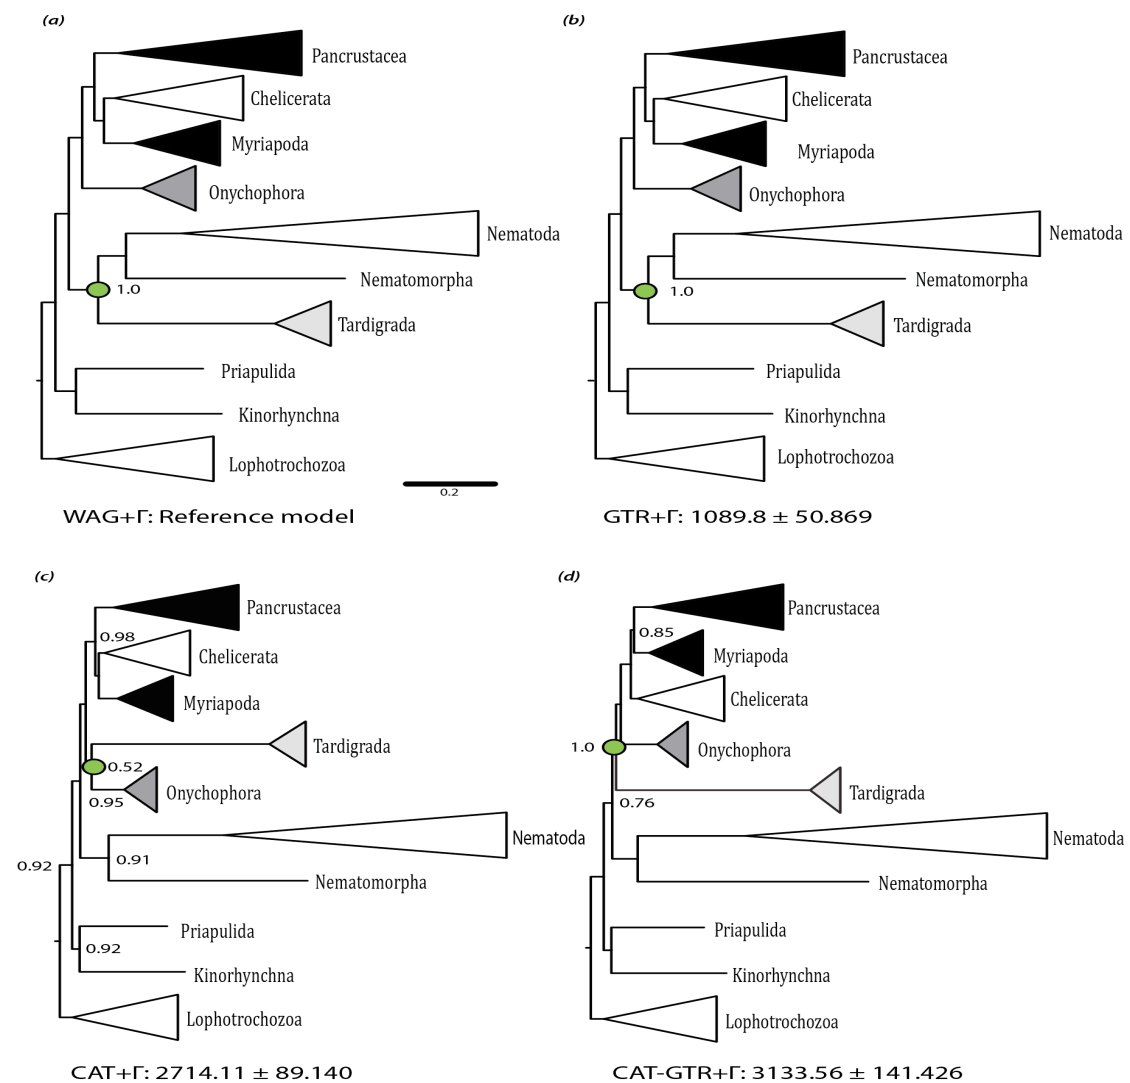 (a)
Pancrustacea
Chelicerata
Myriapoda
Onychophora
Nematoda
Nematomorpha
1.0
Tardigrada
Priapulida
Kinorhynchna
Lophotrochozoa
0.2
WAG+Γ: Reference model
(b)
Pancrustacea
Chelicerata
Myriapoda
Onychophora
Nematoda
Nematomorpha
1.0
Tardigrada
Priapulida
Kinorhynchna
Lophotrochozoa
GTR+Γ: 1089.8 ± 50.869
(c)
Pancrustacea
0.98
Chelicerata
Myriapoda
Tardigrada
0.52
Onychophora
0.95
Nematoda
0.91
0.92
Nematomorpha
Priapulida
0.92
Kinorhynchna
Lophotrochozoa
CAT+Γ: 2714.11 ± 89.140
(d)
Pancrustacea
0.85
Myriapoda
Chelicerata
1.0
Onychophora
Tardigrada
0.76
Nematoda
Nematomorpha
Priapulida
Kinorhynchna
Lophotrochozoa
CAT-GTR+Γ: 3133.56 ± 141.426